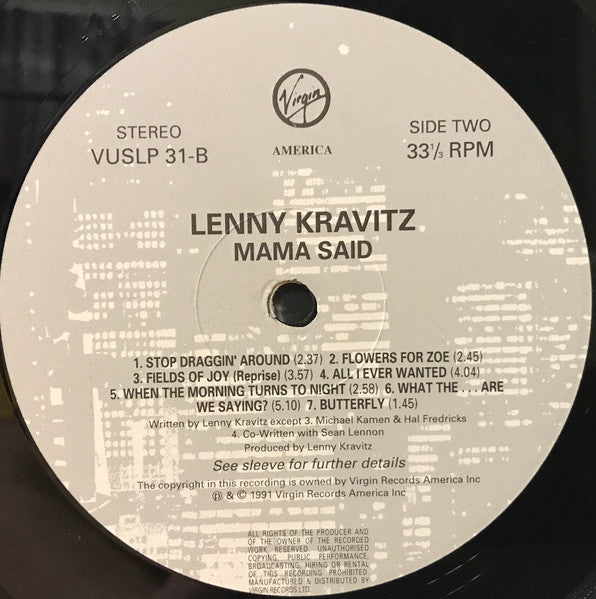 Virgin
AMERICA
STEREO
VUSLP 31-B
SIDE TWO
33⅓ RPM
LENNY KRAVITZ
MAMA SAID
1. STOP DRAGGIN' AROUND (2.37) 2. FLOWERS FOR ZOE (2.45)
3. FIELDS OF JOY (Reprise) (3.57) 4. ALL I EVER WANTED (4.04)
5. WHEN THE MORNING TURNS TO NIGHT (2.58) 6. WHAT THE . . . ARE
WE SAYING? (5.10) 7. BUTTERFLY (1.45)
Written by Lenny Kravitz except 3. Michael Kamen & Hal Fredricks
4. Co-Written with Sean Lennon
Produced by Lenny Kravitz
See sleeve for further details
The copyright in this recording is owned by Virgin Records America Inc
℗ & © 1991 Virgin Records America Inc
ALL RIGHTS OF THE PRODUCER AND
OF THE OWNER OF THE RECORDED
WORK RESERVED. UNAUTHORISED
COPYING, PUBLIC PERFORMANCE,
BROADCASTING, HIRING OR RENTAL
OF THIS RECORDING PROHIBITED.
MANUFACTURED & DISTRIBUTED BY
VIRGIN RECORDS LTD.